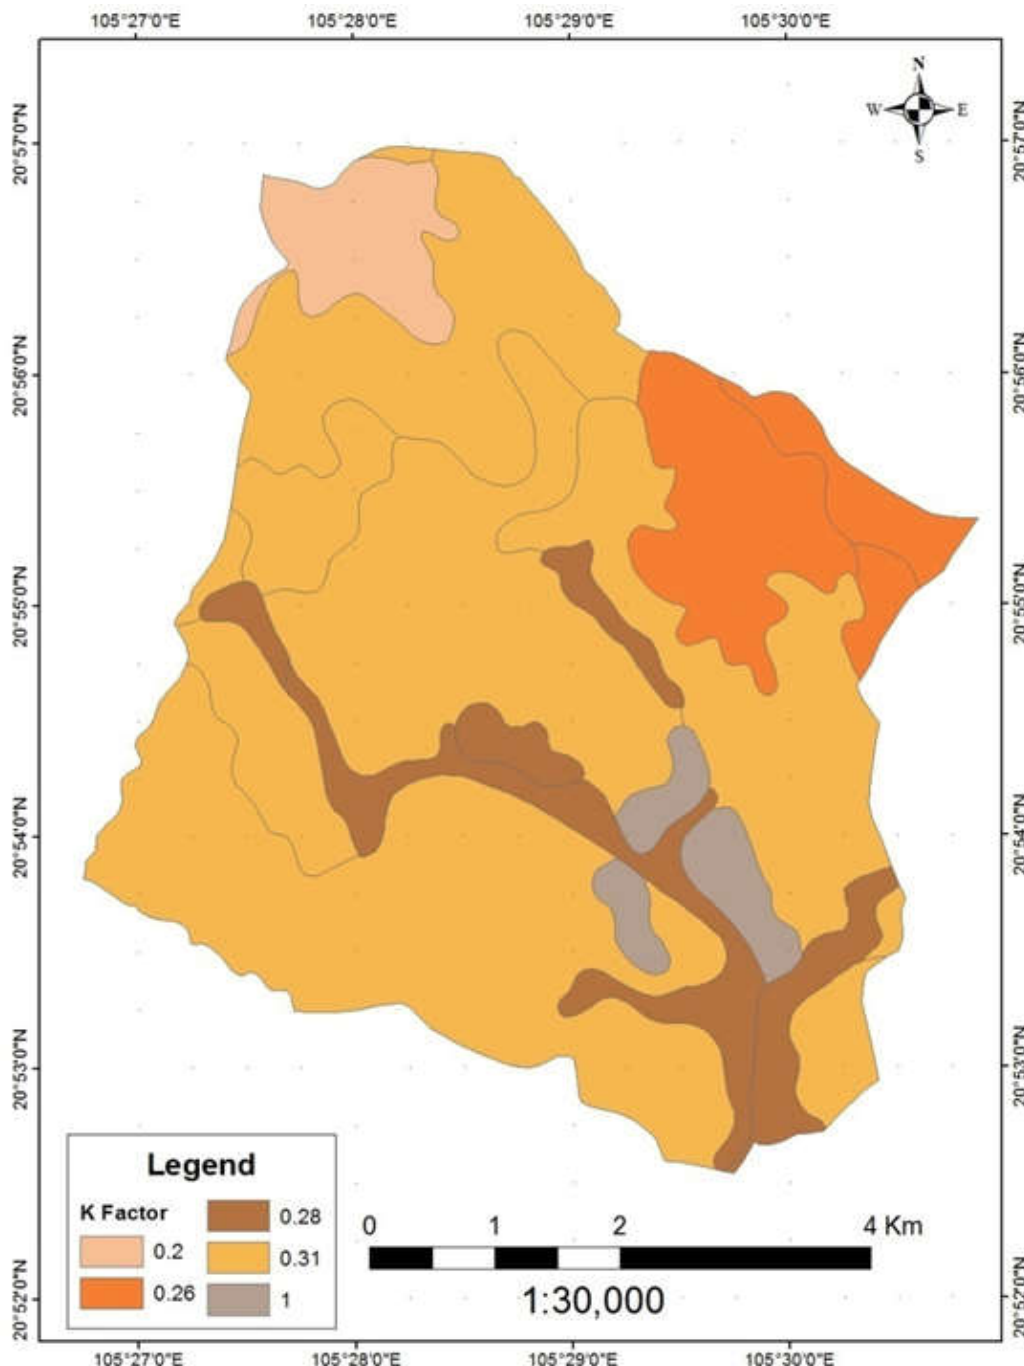 105°27'0"E 105°28'0"E 105°29'0"E 105°30'0"E
N
W E
S
20°57'0"N 20°57'0"N
20°56'0"N 20°56'0"N
20°55'0"N 20°55'0"N
20°54'0"N 20°54'0"N
20°53'0"N 20°53'0"N
20°52'0"N 20°52'0"N
Legend
K Factor
0.2
0.26
0.28
0.31
1
0 1 2 4 Km
1:30,000
105°27'0"E 105°28'0"E 105°29'0"E 105°30'0"E